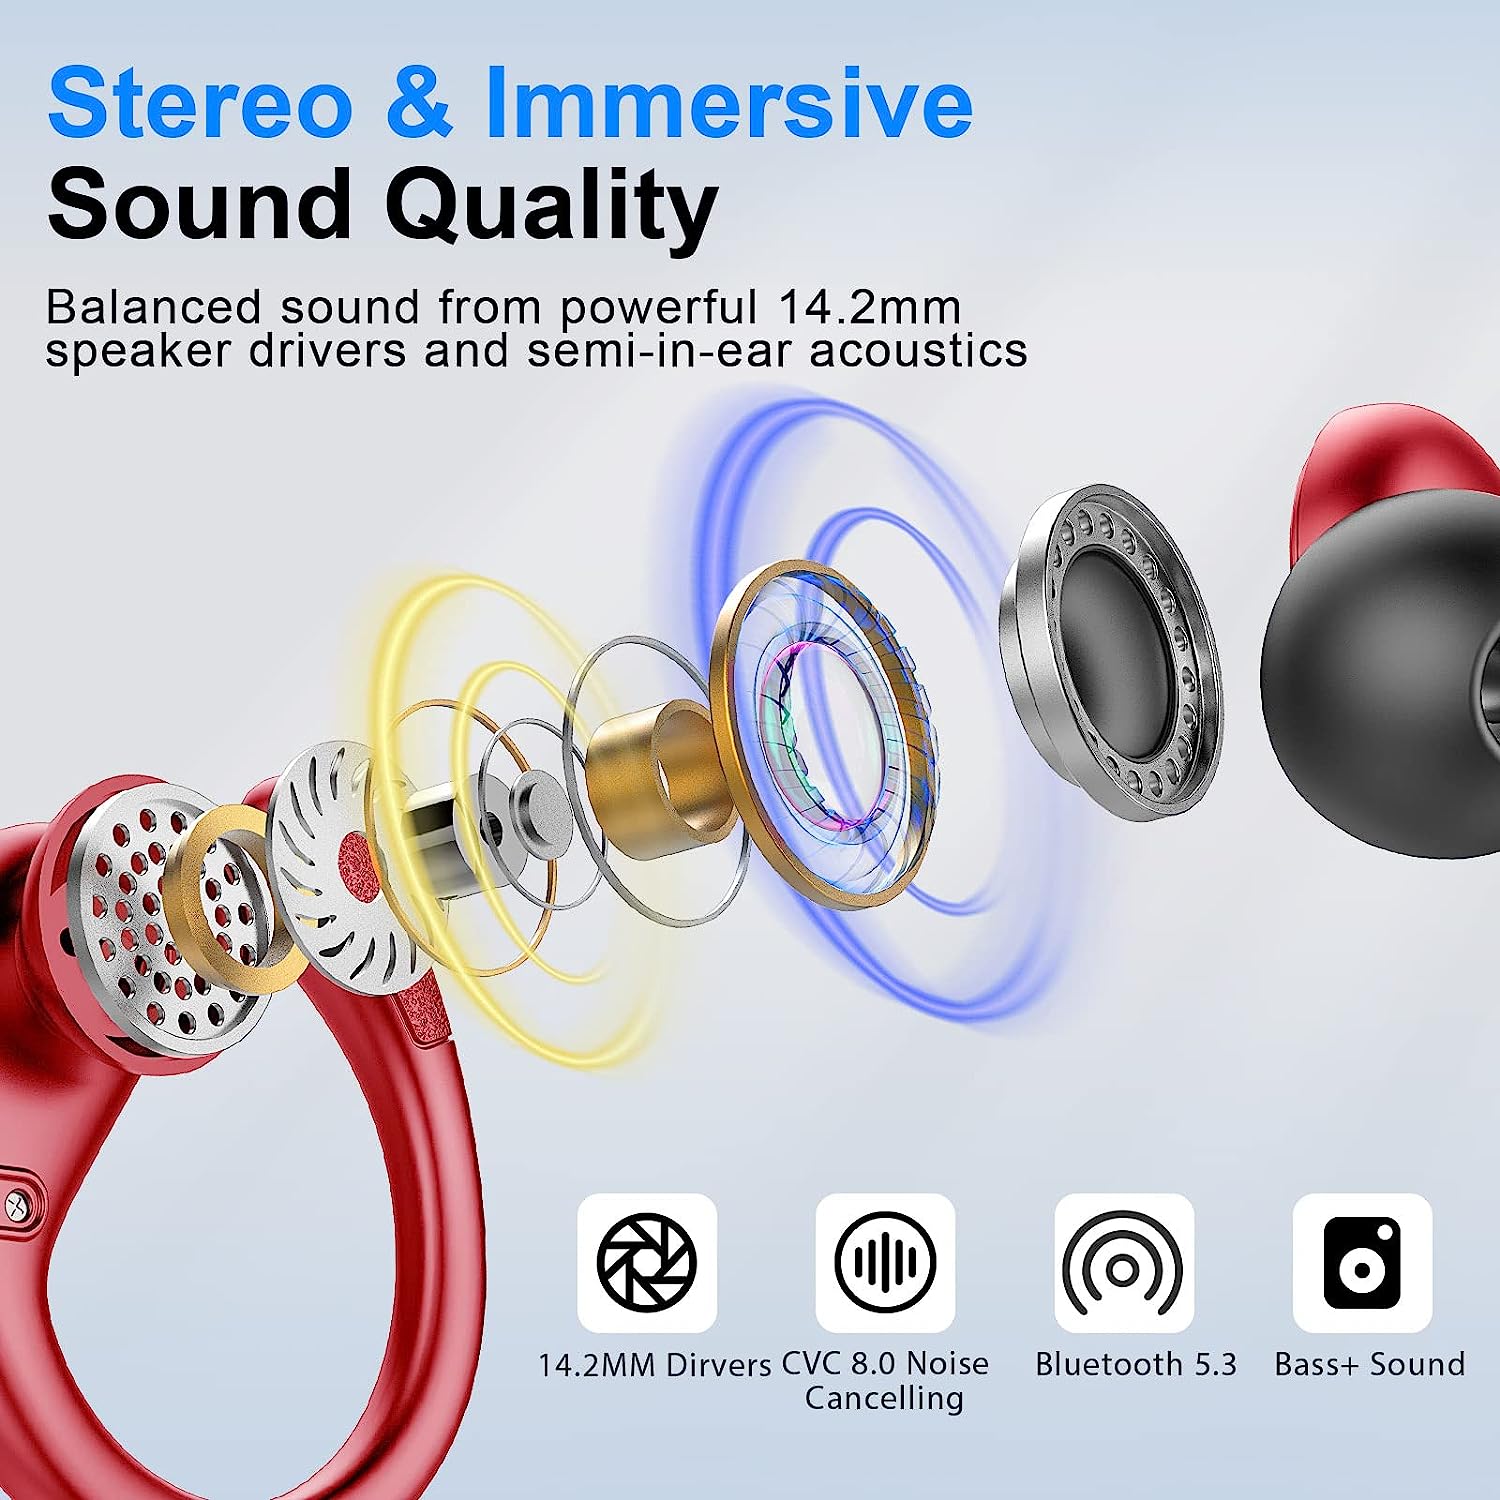 Stereo & Immersive
Sound Quality
Balanced sound from powerful 14.2mm
speaker drivers and semi-in-ear acoustics
14.2MM Dirvers
CVC 8.0 Noise
Cancelling
Bluetooth 5.3
Bass+ Sound